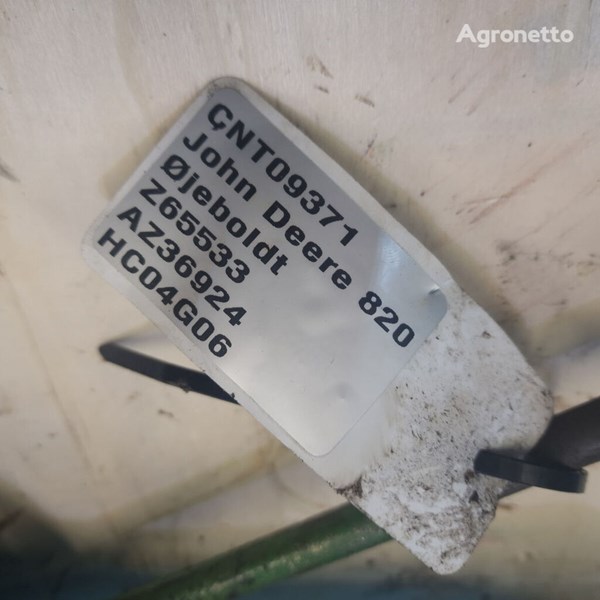 Agronetto
CNT09371
John Deere 820
Øjeboldt
Z65533
AZ36924
HC04G06